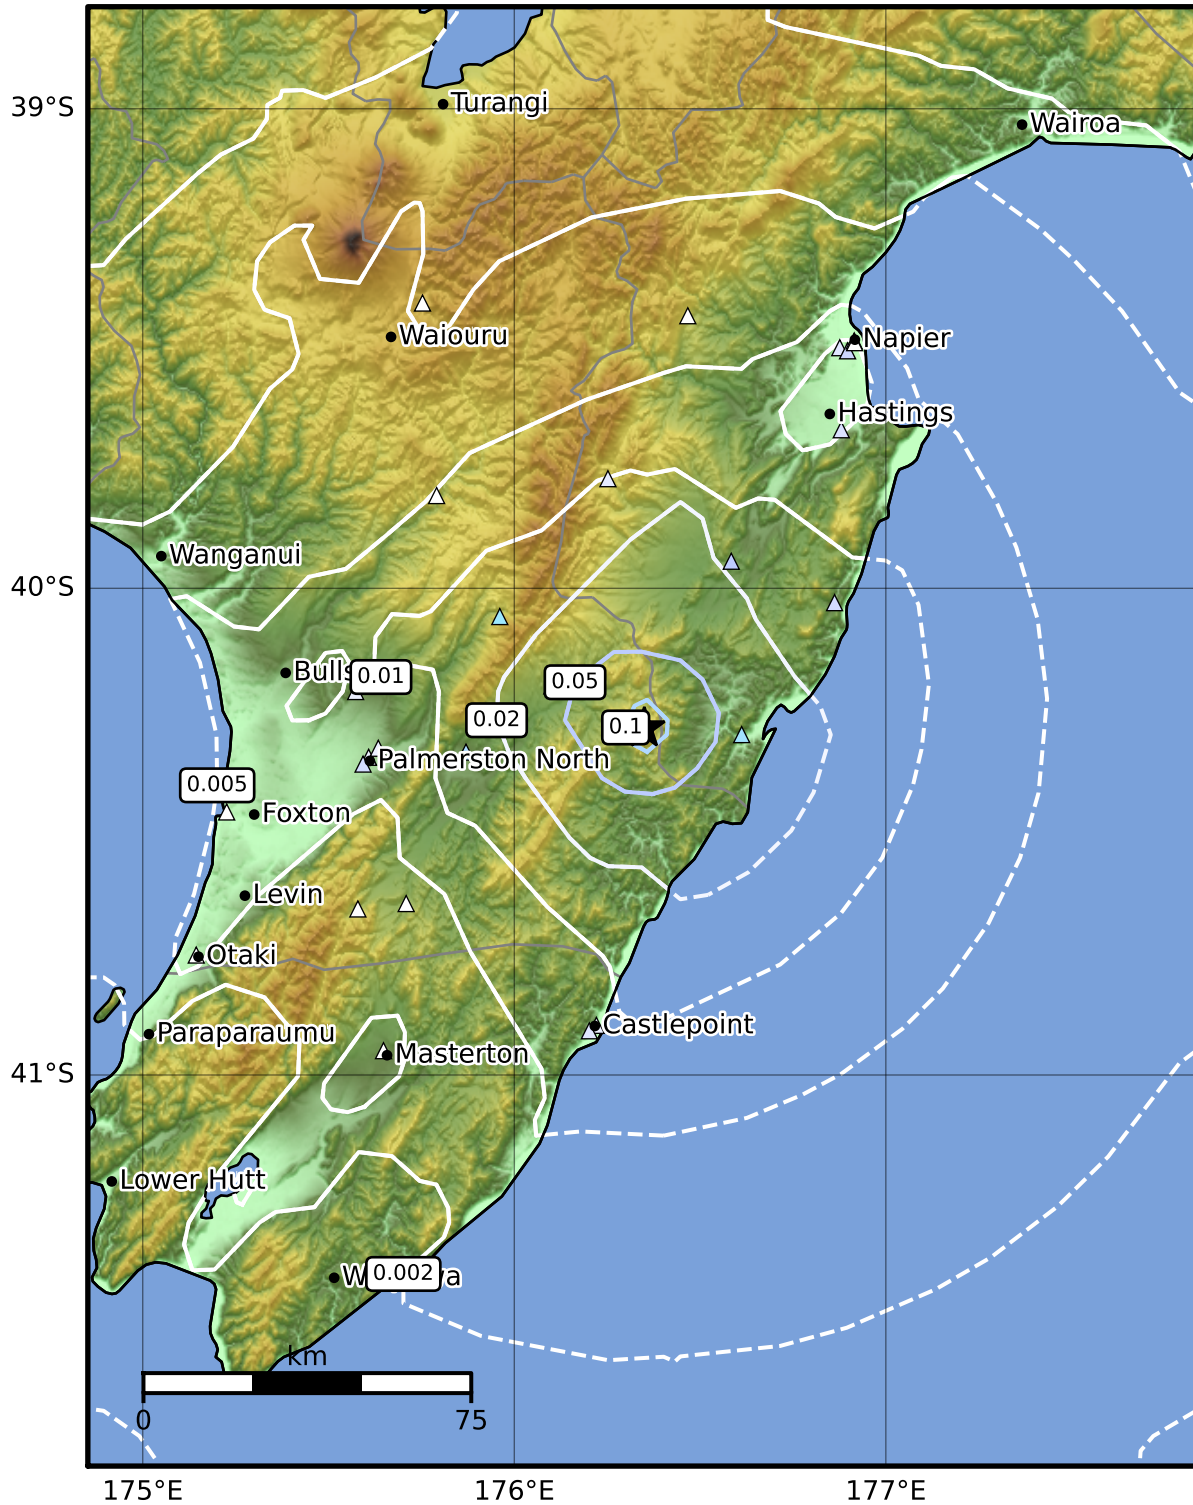 39°S
Turangi
Wairoa
Waiouru
Napier
Hastings
Wanganui
40°S
Bulls
0.01
0.05
0.02
0.1
Palmerston North
0.005
Foxton
Levin
Otaki
Castlepoint
Paraparaumu
Masterton
41°S
Lower Hutt
0.002
km
0
75
175°E
176°E
177°E